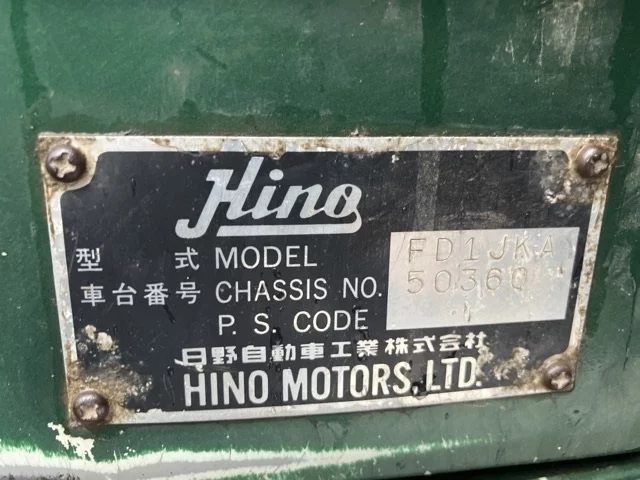 Hino
型 式 MODEL FD1JKA
車台番号 CHASSIS NO. 50360
P. S. CODE
日野自動車工業株式会社
HINO MOTORS, LTD.